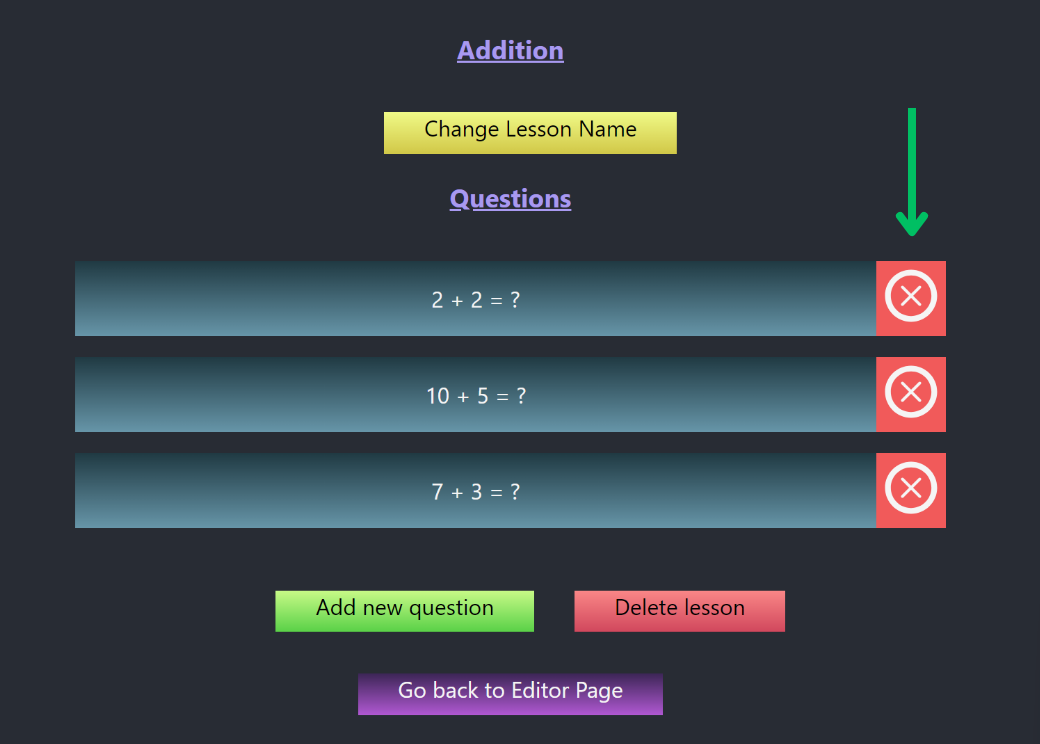 Addition
Change Lesson Name
Questions
2 + 2 = ?
10 + 5 = ?
7 + 3 = ?
Add new question
Delete lesson
Go back to Editor Page